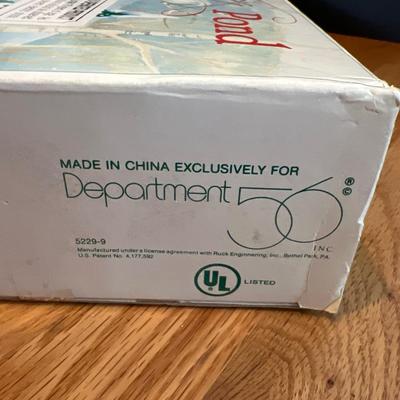 Pond
MADE IN CHINA EXCLUSIVELY FOR
Department 56 ®©
INC.
5229-9
Manufactured under a license agreement with Ruck Enginnering, Inc., Bethel Park, PA.
U.S. Patent No. 4,177,592
UL LISTED